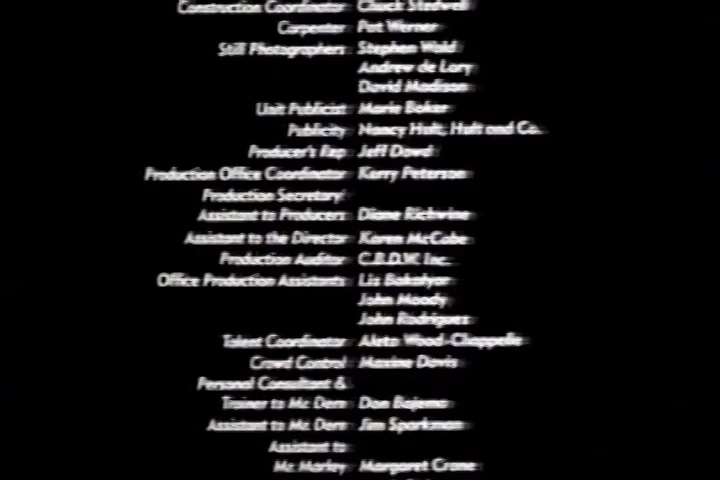 Construction Coordinator Chuck Stedwell
Carpenter Pat Werner
Still Photographers Stephen Wald
Andrew de Lory
David Madison
Unit Publicist Marie Baker
Publicity Nancy Hult, Hult and Co.
Producer's Rep Jeff Dowd
Production Office Coordinator Kerry Peterson
Production Secretary/
Assistant to Producers Diane Richvine
Assistant to the Director Karen McCabe
Production Auditor C.B.D.W. Inc.
Office Production Assistants Lis Bakalyar
John Moody
John Rodriguez
Talent Coordinator Aleta Wood-Chappelle
Crowd Control Maxine Davis
Personal Consultant &
Trainer to Mr. Dern Dan Bajema
Assistant to Mr. Dern Jim Sparkman
Assistant to
Mr. Marley Margaret Crane